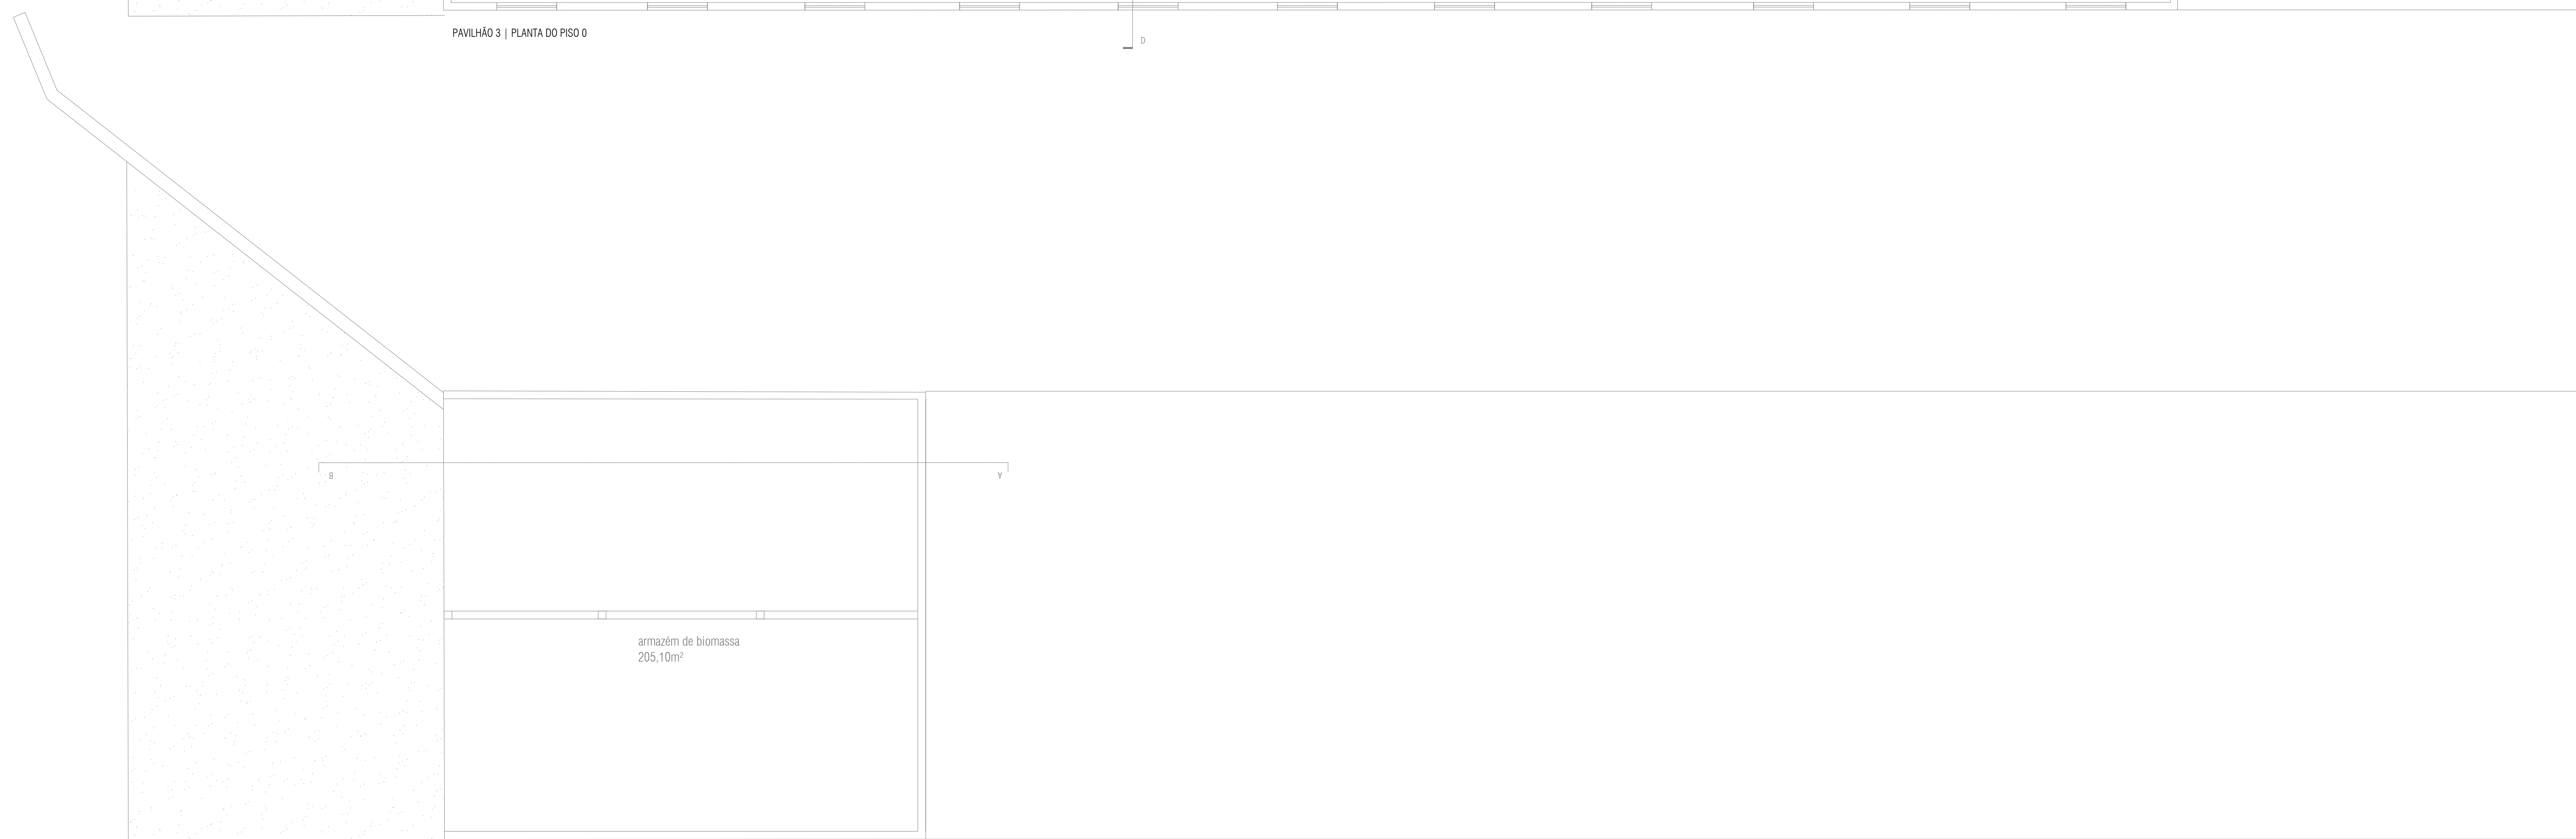 PAVILHÃO 3 | PLANTA DO PISO 0
D
B
A
armazém de biomassa
205,10m²